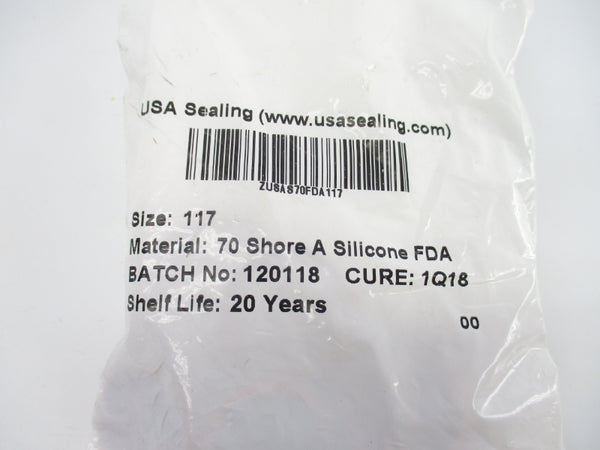 USA Sealing (www.usasealing.com)
ZUSAS70FDA117
Size: 117
Material: 70 Shore A Silicone FDA
BATCH No: 120118 CURE: 1Q18
Shelf Life: 20 Years
00